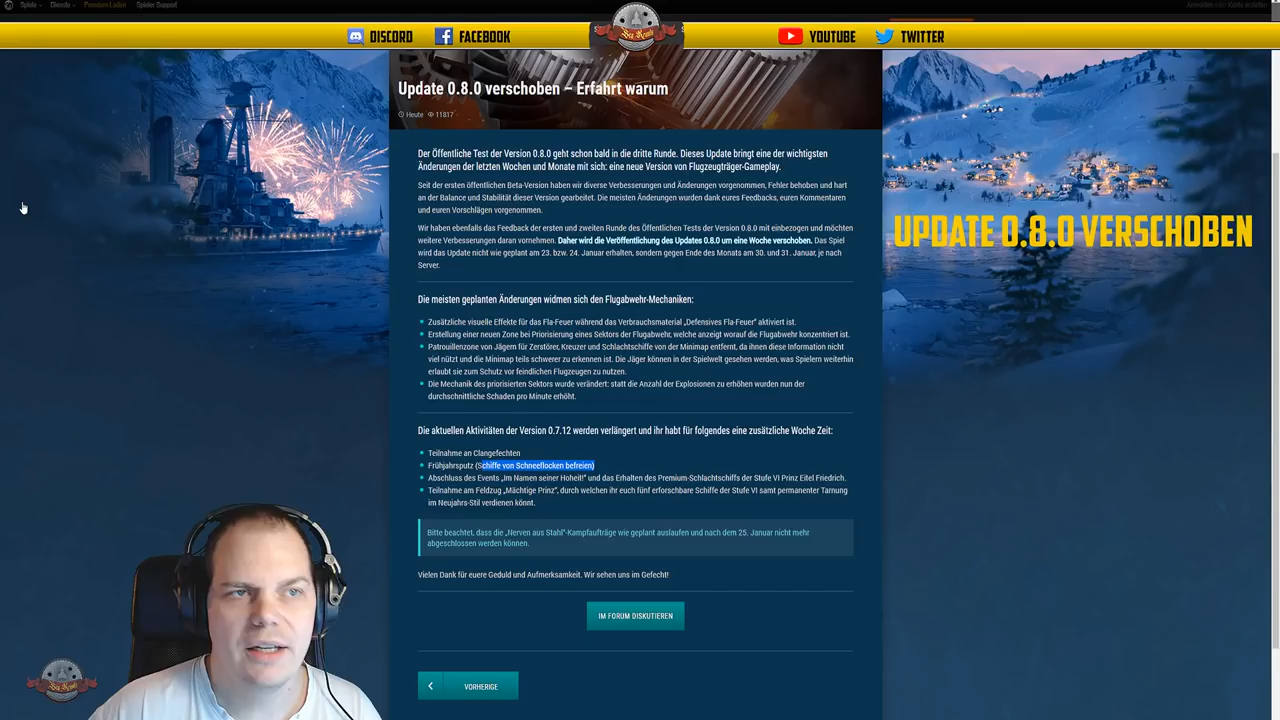 Spiele
Dienste
Premium-Laden
Spieler Support
Anmelden oder Konto erstellen
DISCORD
FACEBOOK
YOUTUBE
TWITTER
Update 0.8.0 verschoben – Erfahrt warum
Heute 11817
Der Öffentliche Test der Version 0.8.0 geht schon bald in die dritte Runde. Dieses Update bringt eine der wichtigsten
Änderungen der letzten Wochen und Monate mit sich: eine neue Version von Flugzeugträger-Gameplay.
Seit der ersten öffentlichen Beta-Version haben wir diverse Verbesserungen und Änderungen vorgenommen, Fehler behoben und hart
an der Balance und Stabilität dieser Version gearbeitet. Die meisten Änderungen wurden dank eures Feedbacks, euren Kommentaren
und euren Vorschlägen vorgenommen.
Wir haben ebenfalls das Feedback der ersten und zweiten Runde des Öffentlichen Tests der Version 0.8.0 mit einbezogen und möchten
weitere Verbesserungen daran vornehmen. Daher wird die Veröffentlichung des Updates 0.8.0 um eine Woche verschoben. Das Spiel
wird das Update nicht wie geplant am 23. bzw. 24. Januar erhalten, sondern gegen Ende des Monats am 30. und 31. Januar, je nach
Server.
UPDATE 0.8.0 VERSCHOBEN
Die meisten geplanten Änderungen widmen sich den Flugabwehr-Mechaniken:
Zusätzliche visuelle Effekte für das Fla-Feuer während das Verbrauchsmaterial „Defensives Fla-Feuer" aktiviert ist.
Erstellung einer neuen Zone bei Priorisierung eines Sektors der Flugabwehr, welche anzeigt worauf die Flugabwehr konzentriert ist.
Patrouillenzone von Jägern für Zerstörer, Kreuzer und Schlachtschiffe von der Minimap entfernt, da ihnen diese Information nicht
viel nützt und die Minimap teils schwerer zu erkennen ist. Die Jäger können in der Spielwelt gesehen werden, was Spielern weiterhin
erlaubt sie zum Schutz vor feindlichen Flugzeugen zu nutzen.
Die Mechanik des priorisierten Sektors wurde verändert: statt die Anzahl der Explosionen zu erhöhen wurden nun der
durchschnittliche Schaden pro Minute erhöht.
Die aktuellen Aktivitäten der Version 0.7.12 werden verlängert und ihr habt für folgendes eine zusätzliche Woche Zeit:
Teilnahme an Clangefechten
Frühjahrsputz (Schiffe von Schneeflocken befreien)
Abschluss des Events „Im Namen seiner Hoheit!" und das Erhalten des Premium-Schlachtschiffs der Stufe VI Prinz Eitel Friedrich.
Teilnahme am Feldzug „Mächtige Prinz", durch welchen ihr euch fünf erforschbare Schiffe der Stufe VI samt permanenter Tarnung
im Neujahrs-Stil verdienen könnt.
Bitte beachtet, dass die „Nerven aus Stahl"-Kampfaufträge wie geplant auslaufen und nach dem 25. Januar nicht mehr
abgeschlossen werden können.
Vielen Dank für euere Geduld und Aufmerksamkeit. Wir sehen uns im Gefecht!
IM FORUM DISKUTIEREN
VORHERIGE